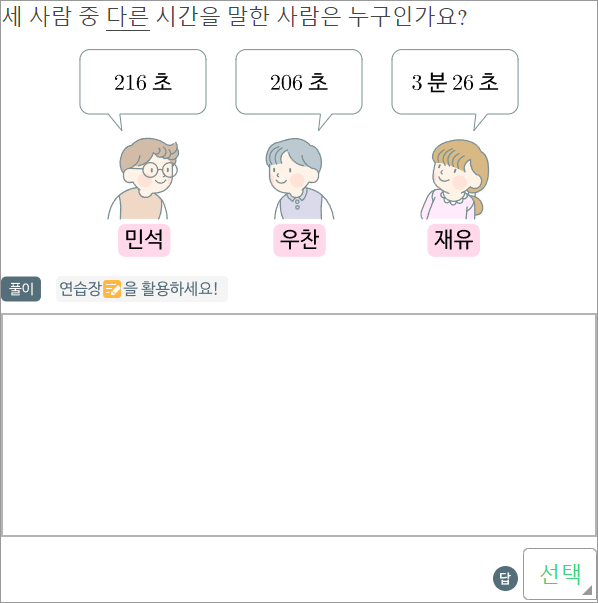 세 사람 중 다른 시간을 말한 사람은 누구인가요?
216 초 206 초 3 분 26 초
민석 우찬 재유
풀이 연습장을 활용하세요!
답 선택